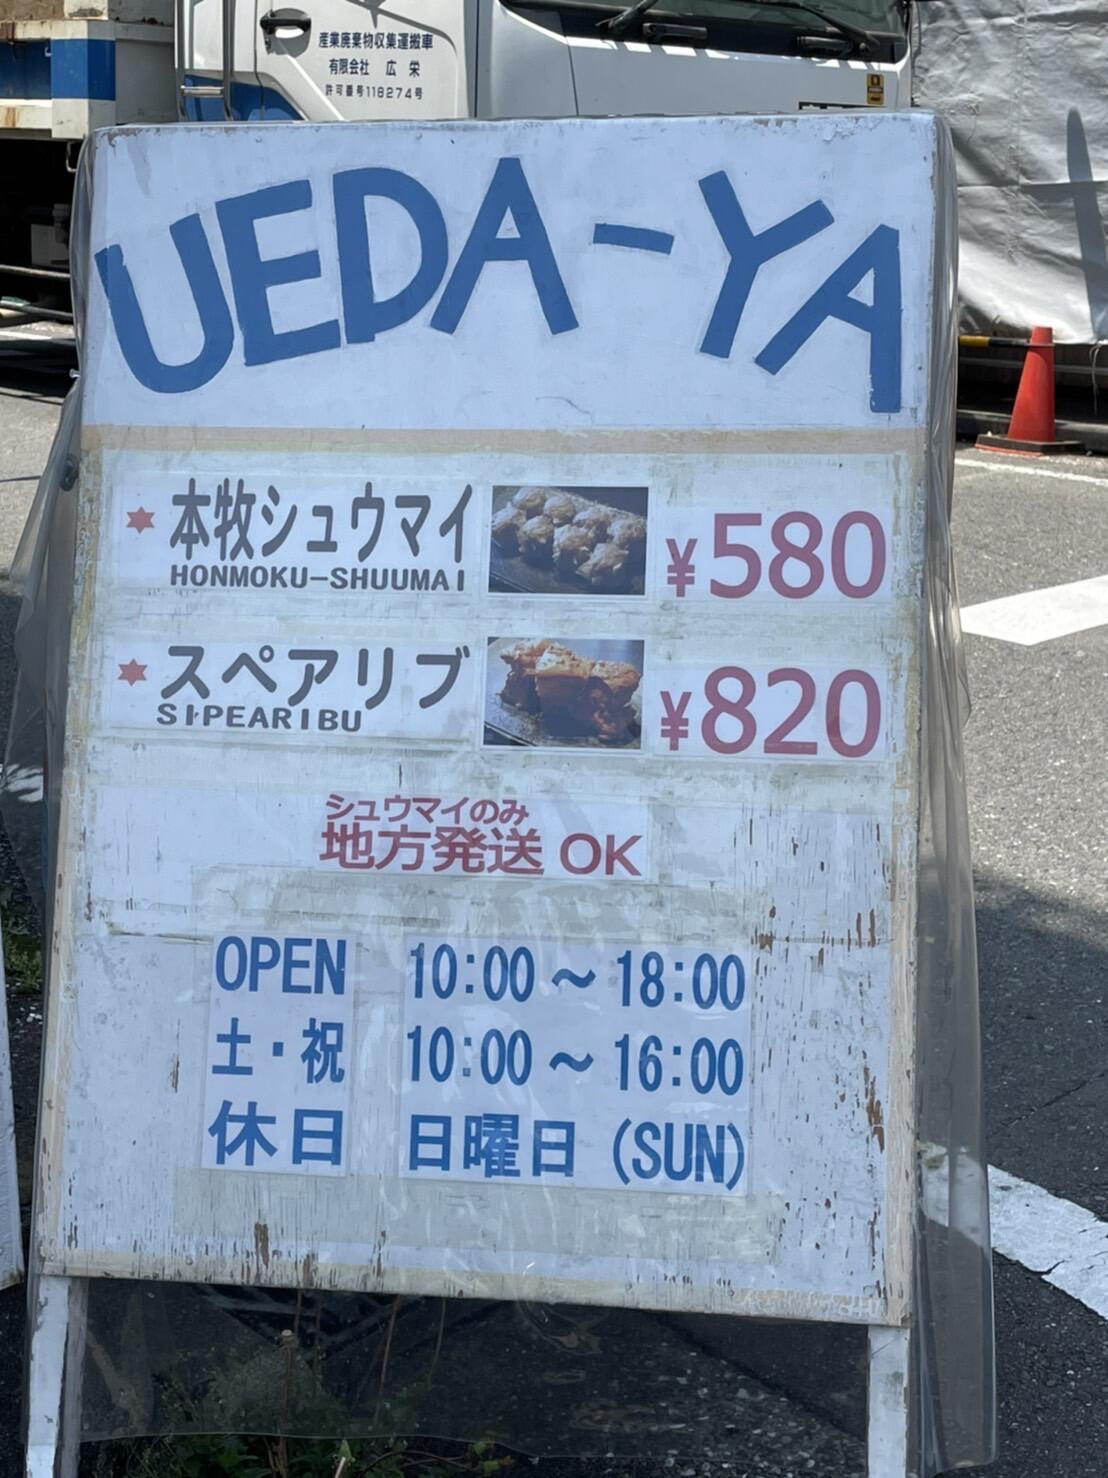 産業廃棄物収集運搬車
有限会社 広栄
許可番号118274号
UEDA-YA
本牧シュウマイ ¥580
HONMOKU-SHUUMAI
スペアリブ ¥820
SIPEARIBU
シュウマイのみ
地方発送 OK
OPEN 10:00～18:00
土・祝 10:00～16:00
休日 日曜日 (SUN)